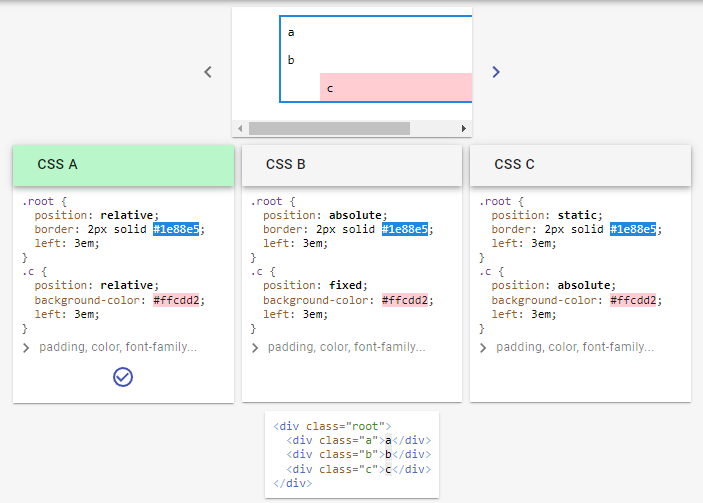 a
b
c
CSS A
.root {
position: relative;
border: 2px solid #1e88e5;
left: 3em;
}
.c {
position: relative;
background-color: #ffcdd2;
left: 3em;
}
padding, color, font-family...
CSS B
.root {
position: absolute;
border: 2px solid #1e88e5;
left: 3em;
}
.c {
position: fixed;
background-color: #ffcdd2;
left: 3em;
}
padding, color, font-family...
CSS C
.root {
position: static;
border: 2px solid #1e88e5;
left: 3em;
}
.c {
position: absolute;
background-color: #ffcdd2;
left: 3em;
}
padding, color, font-family...
<div class="root">
<div class="a">a</div>
<div class="b">b</div>
<div class="c">c</div>
</div>